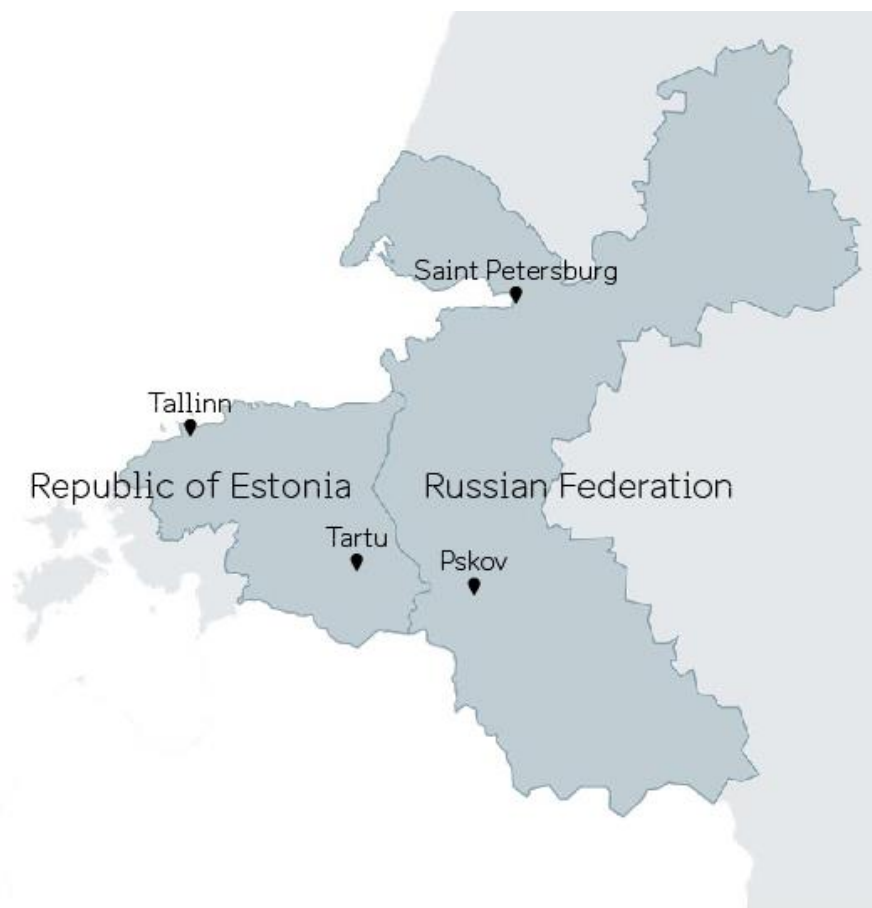 Saint Petersburg
Tallinn
Republic of Estonia
Russian Federation
Tartu
Pskov